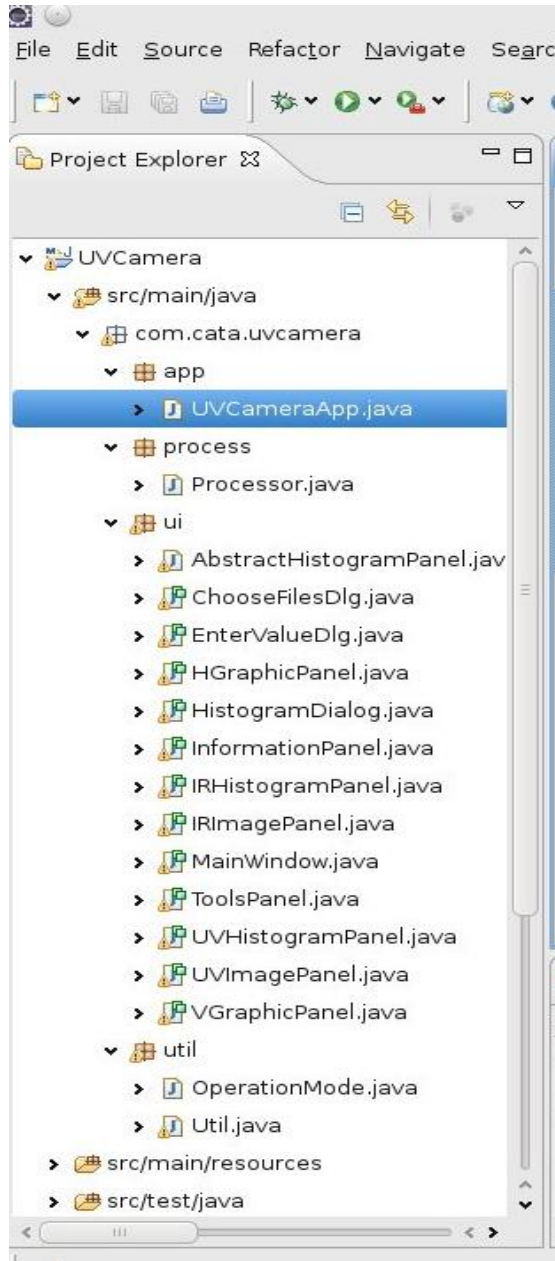 File Edit Source Refactor Navigate Searc
Project Explorer
UVCamera
src/main/java
com.cata.uvcamera
app
UVCameraApp.java
process
Processor.java
ui
AbstractHistogramPanel.jav
ChooseFilesDlg.java
EnterValueDlg.java
HGraphicPanel.java
HistogramDialog.java
InformationPanel.java
IRHistogramPanel.java
IRImagePanel.java
MainWindow.java
ToolsPanel.java
UVHistogramPanel.java
UVImagePanel.java
VGraphicPanel.java
util
OperationMode.java
Util.java
src/main/resources
src/test/java